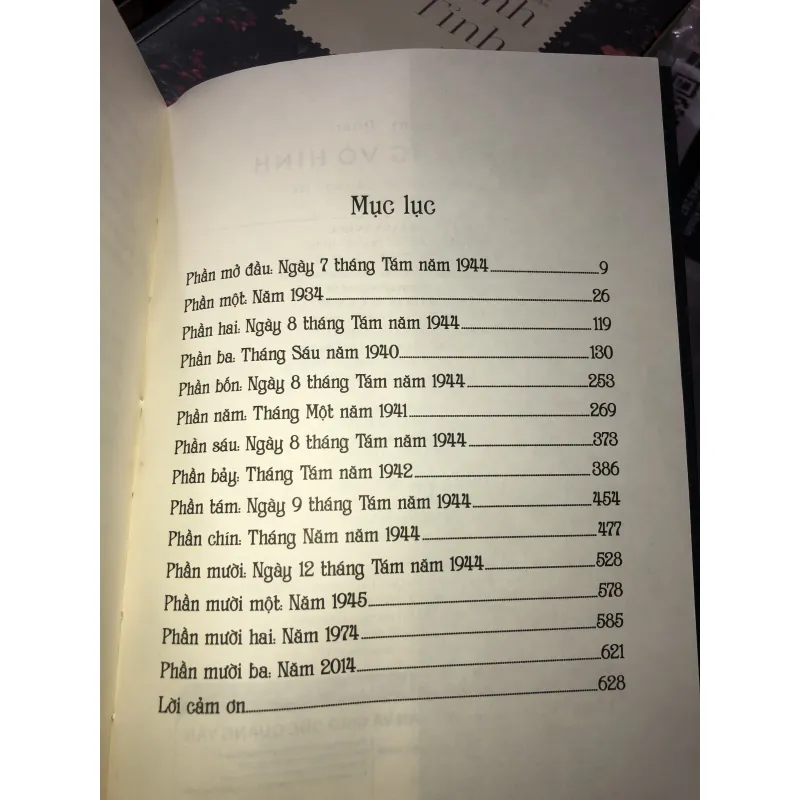 ình
Tỉnh
Mục lục
Phần mở đầu: Ngày 7 tháng Tám năm 1944 9
Phần một: Năm 1934 26
Phần hai: Ngày 8 tháng Tám năm 1944 119
Phần ba: Tháng Sáu năm 1940 130
Phần bốn: Ngày 8 tháng Tám năm 1944 253
Phần năm: Tháng Một năm 1941 269
Phần sáu: Ngày 8 tháng Tám năm 1944 373
Phần bảy: Tháng Tám năm 1942 386
Phần tám: Ngày 9 tháng Tám năm 1944 454
Phần chín: Tháng Năm năm 1944 477
Phần mười: Ngày 12 tháng Tám năm 1944 528
Phần mười một: Năm 1945 578
Phần mười hai: Năm 1974 585
Phần mười ba: Năm 2014 621
Lời cảm ơn 628